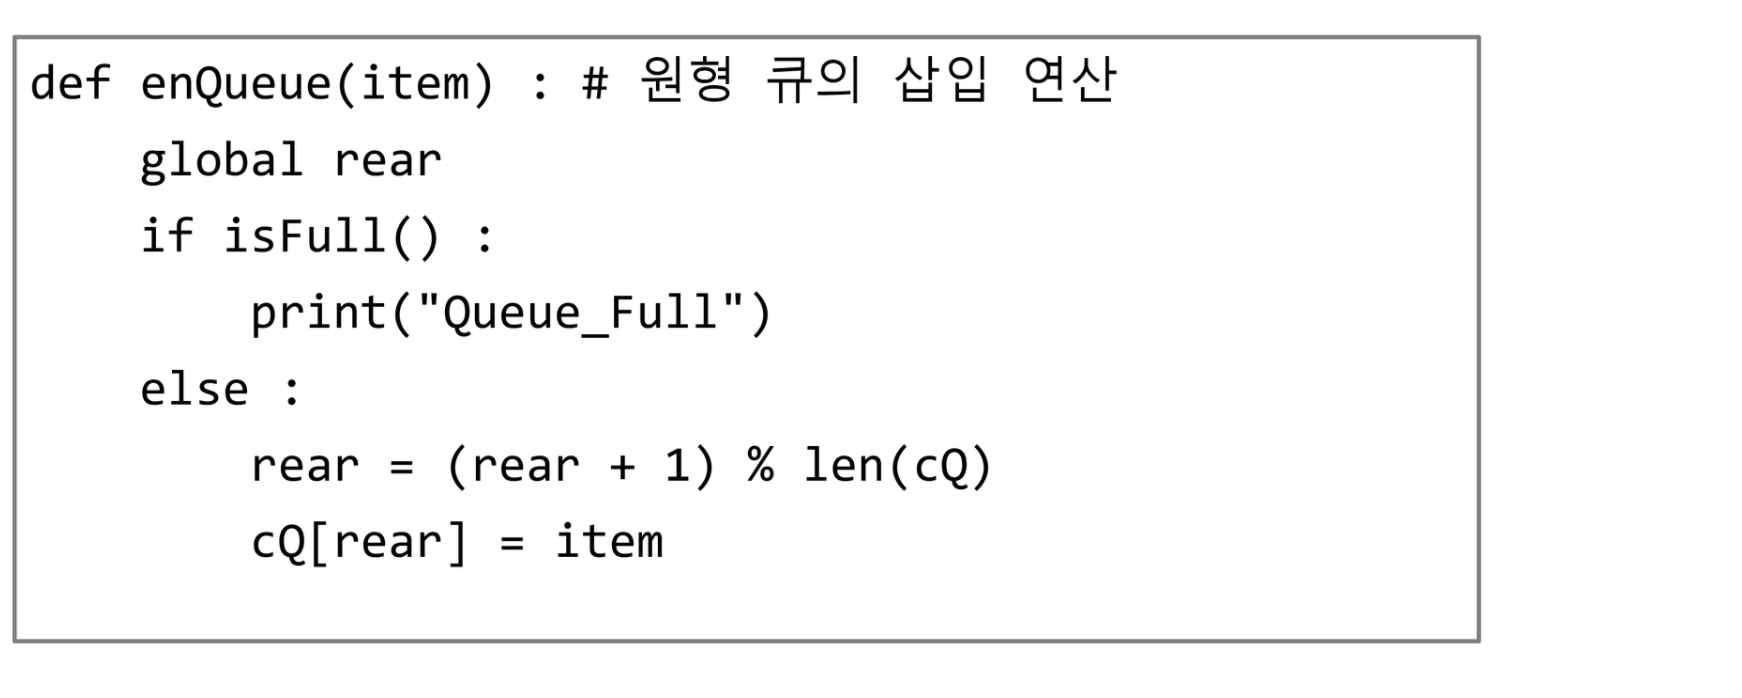 def enQueue(item) : # 원형 큐의 삽입 연산
    global rear
    if isFull() :
        print("Queue_Full")
    else :
        rear = (rear + 1) % len(cQ)
        cQ[rear] = item